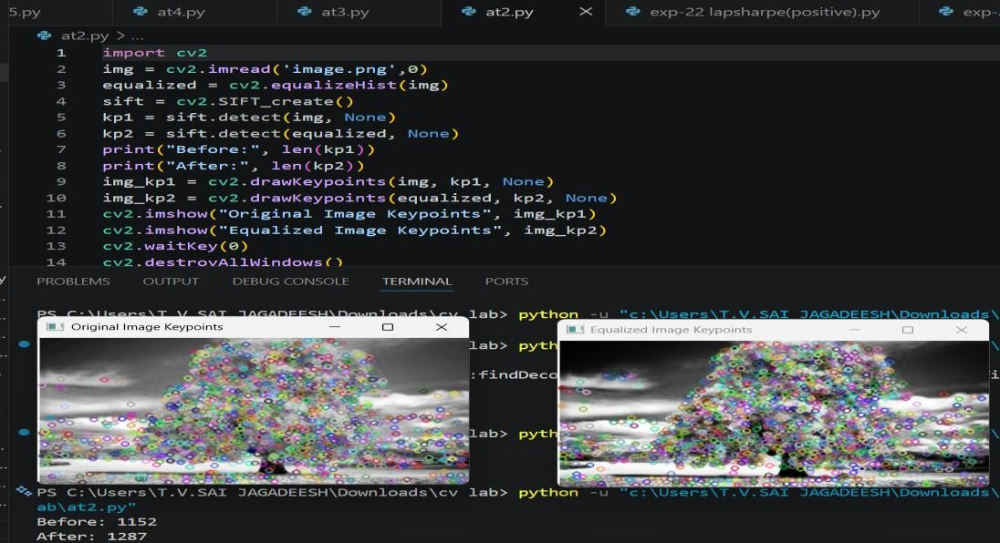 5.py at4.py at3.py at2.py exp-22 lapsharpe(positive).py exp-
at2.py > ...
1 import cv2
2 img = cv2.imread('image.png',0)
3 equalized = cv2.equalizeHist(img)
4 sift = cv2.SIFT_create()
5 kp1 = sift.detect(img, None)
6 kp2 = sift.detect(equalized, None)
7 print("Before:", len(kp1))
8 print("After:", len(kp2))
9 img_kp1 = cv2.drawKeypoints(img, kp1, None)
10 img_kp2 = cv2.drawKeypoints(equalized, kp2, None)
11 cv2.imshow("Original Image Keypoints", img_kp1)
12 cv2.imshow("Equalized Image Keypoints", img_kp2)
13 cv2.waitKey(0)
14 cv2.destroyAllWindows()
PROBLEMS OUTPUT DEBUG CONSOLE TERMINAL PORTS
PS C:\Users\T.V.SAI JAGADEESH\Downloads\cv lab> python -u "c:\Users\T.V.SAI JAGADEESH\Downloads\
Original Image Keypoints
Equalized Image Keypoints
lab> pyth
:findDeco
lab> pyth
PS C:\Users\T.V.SAI JAGADEESH\Downloads\cv lab> python -u "c:\Users\T.V.SAI JAGADEESH\Downloads\
ab\at2.py"
Before: 1152
After: 1287